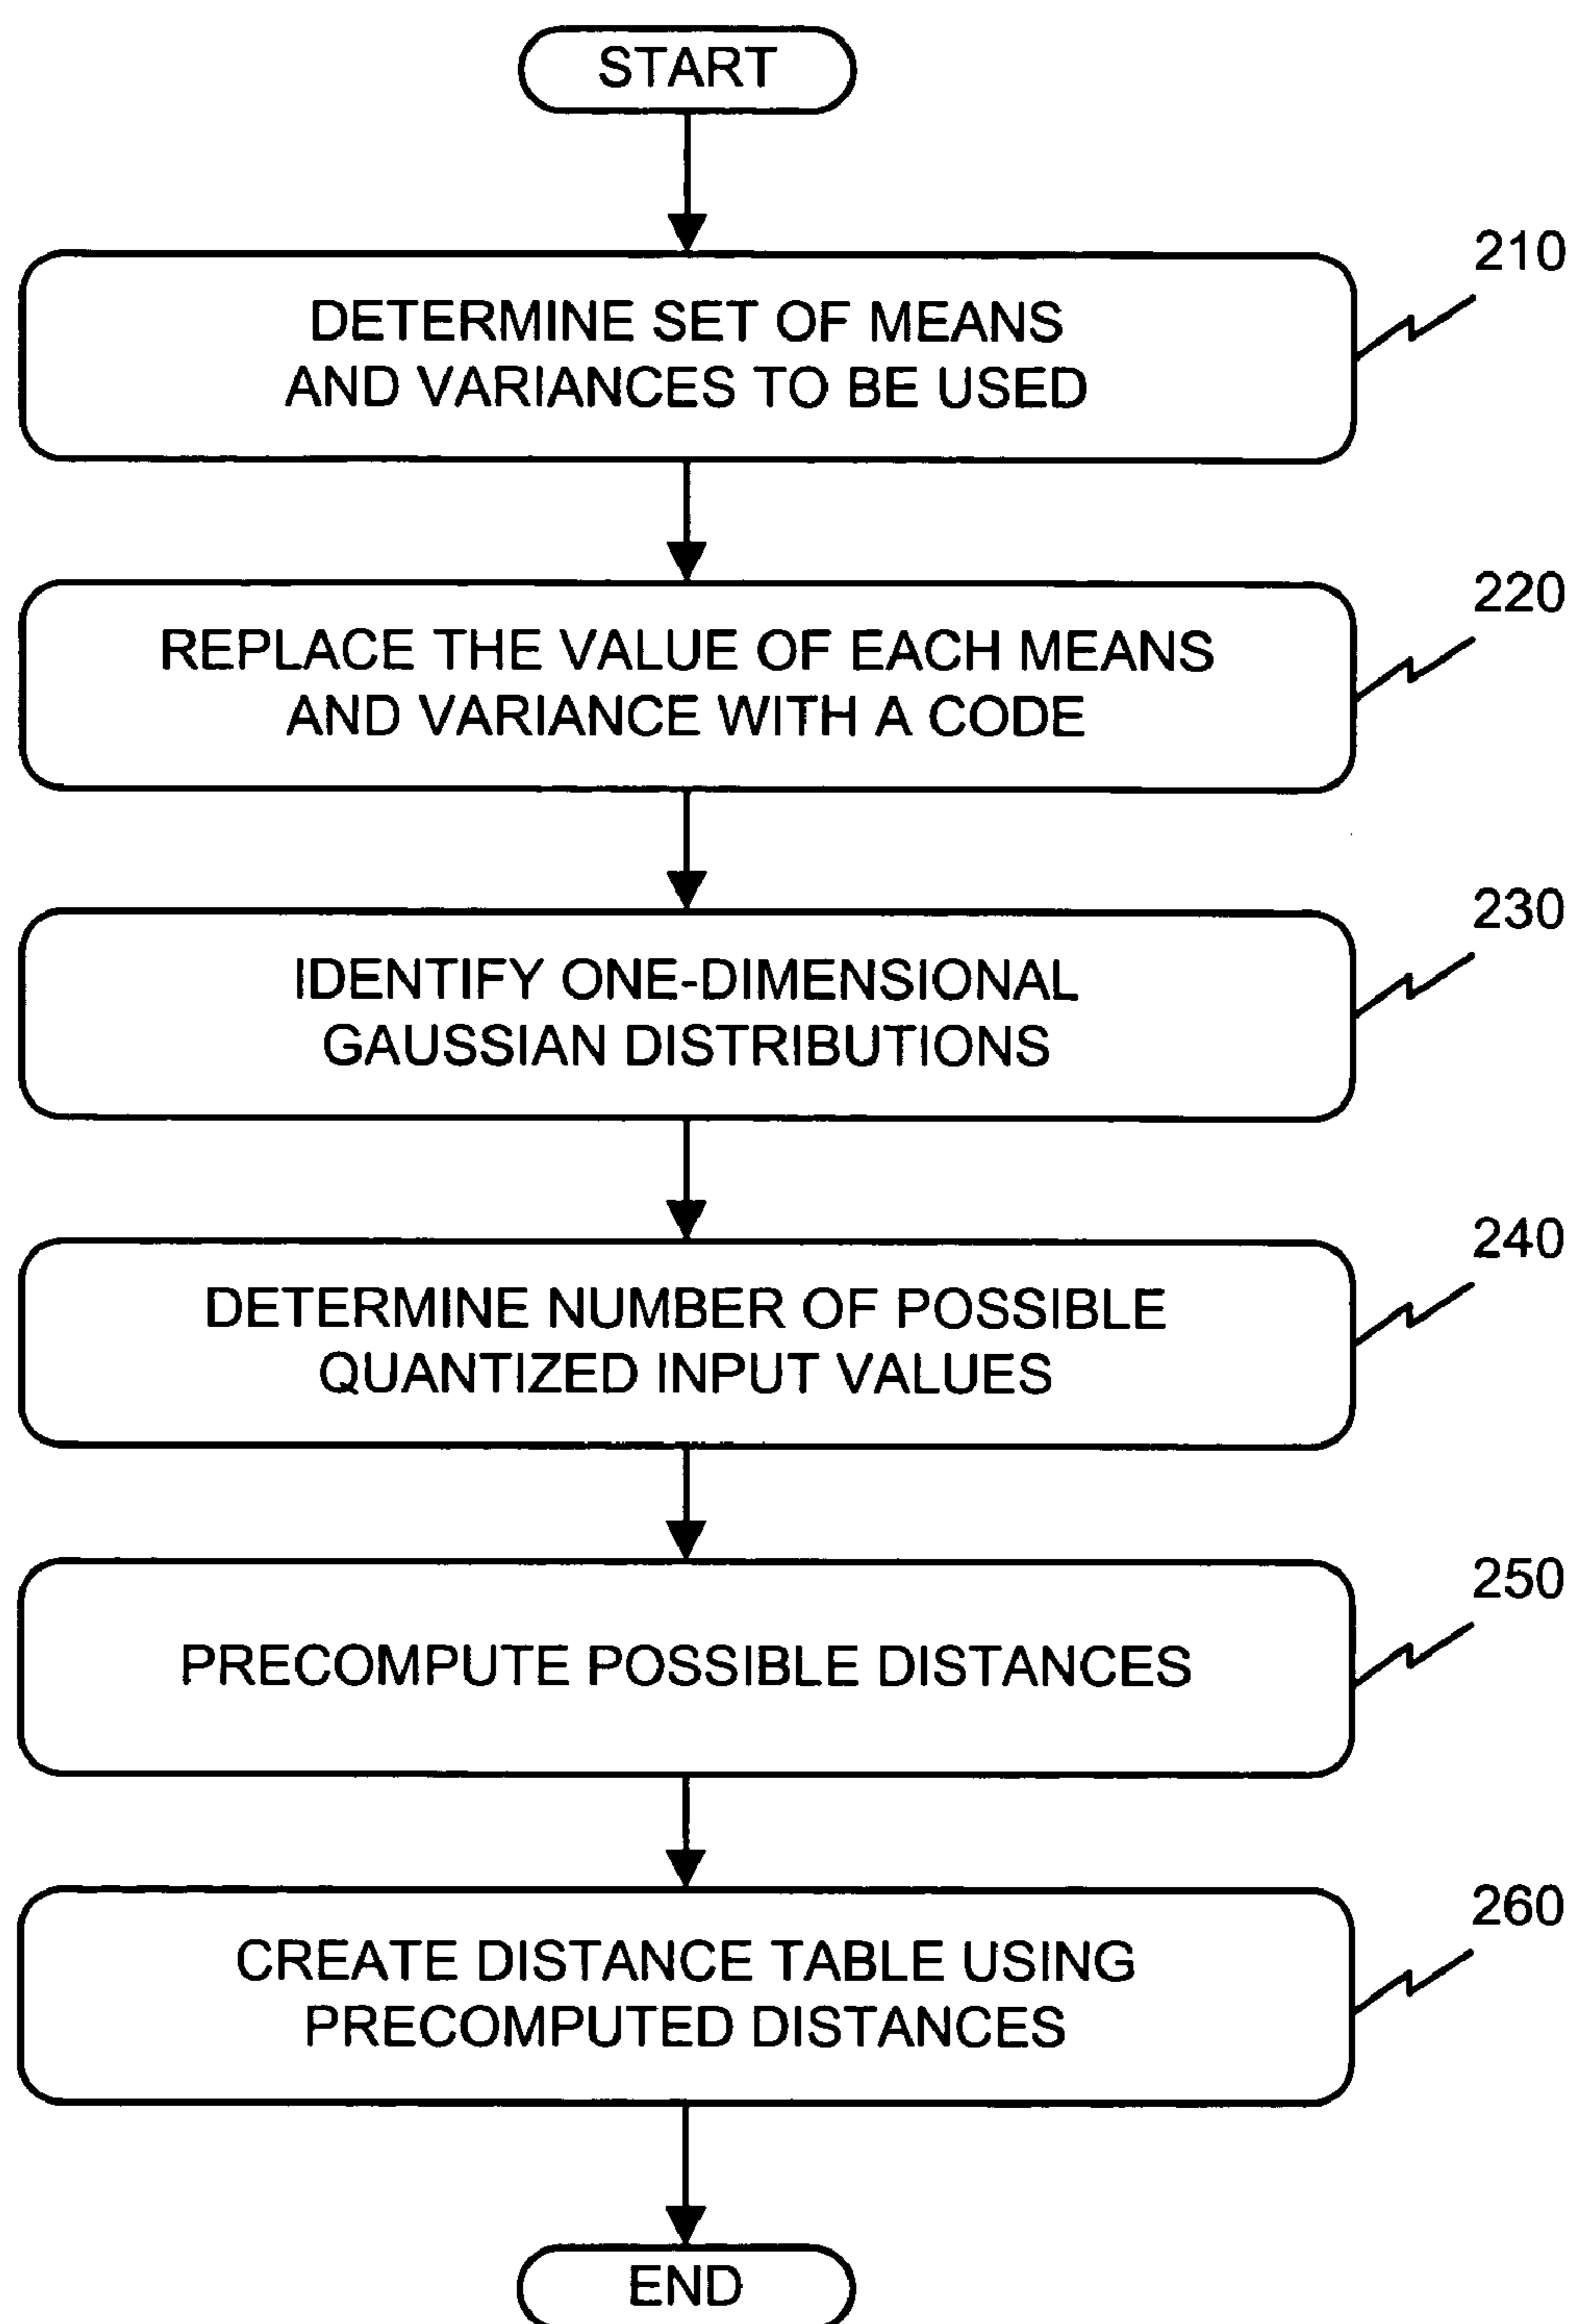 START
210
DETERMINE SET OF MEANS
AND VARIANCES TO BE USED
220
REPLACE THE VALUE OF EACH MEANS
AND VARIANCE WITH A CODE
230
IDENTIFY ONE-DIMENSIONAL
GAUSSIAN DISTRIBUTIONS
240
DETERMINE NUMBER OF POSSIBLE
QUANTIZED INPUT VALUES
250
PRECOMPUTE POSSIBLE DISTANCES
260
CREATE DISTANCE TABLE USING
PRECOMPUTED DISTANCES
END